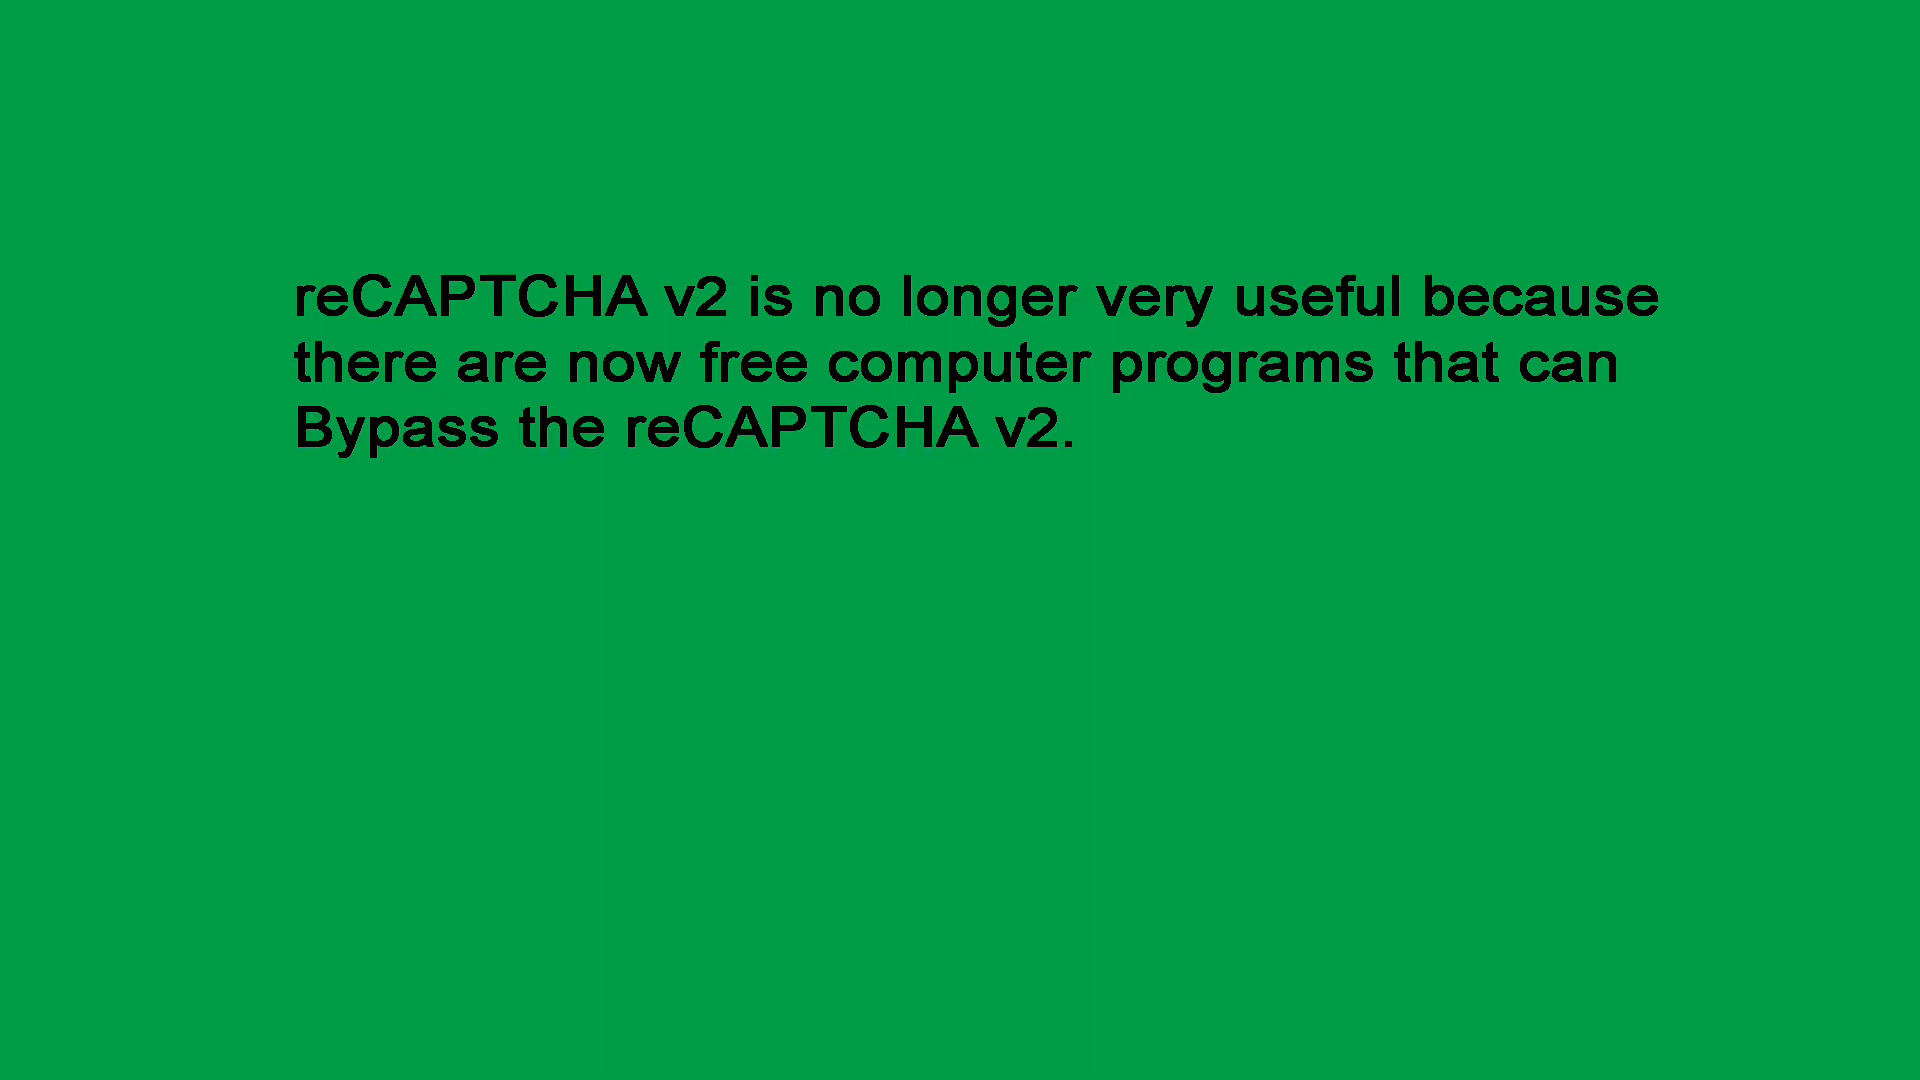 reCAPTCHA v2 is no longer very useful because
there are now free computer programs that can
Bypass the reCAPTCHA v2.